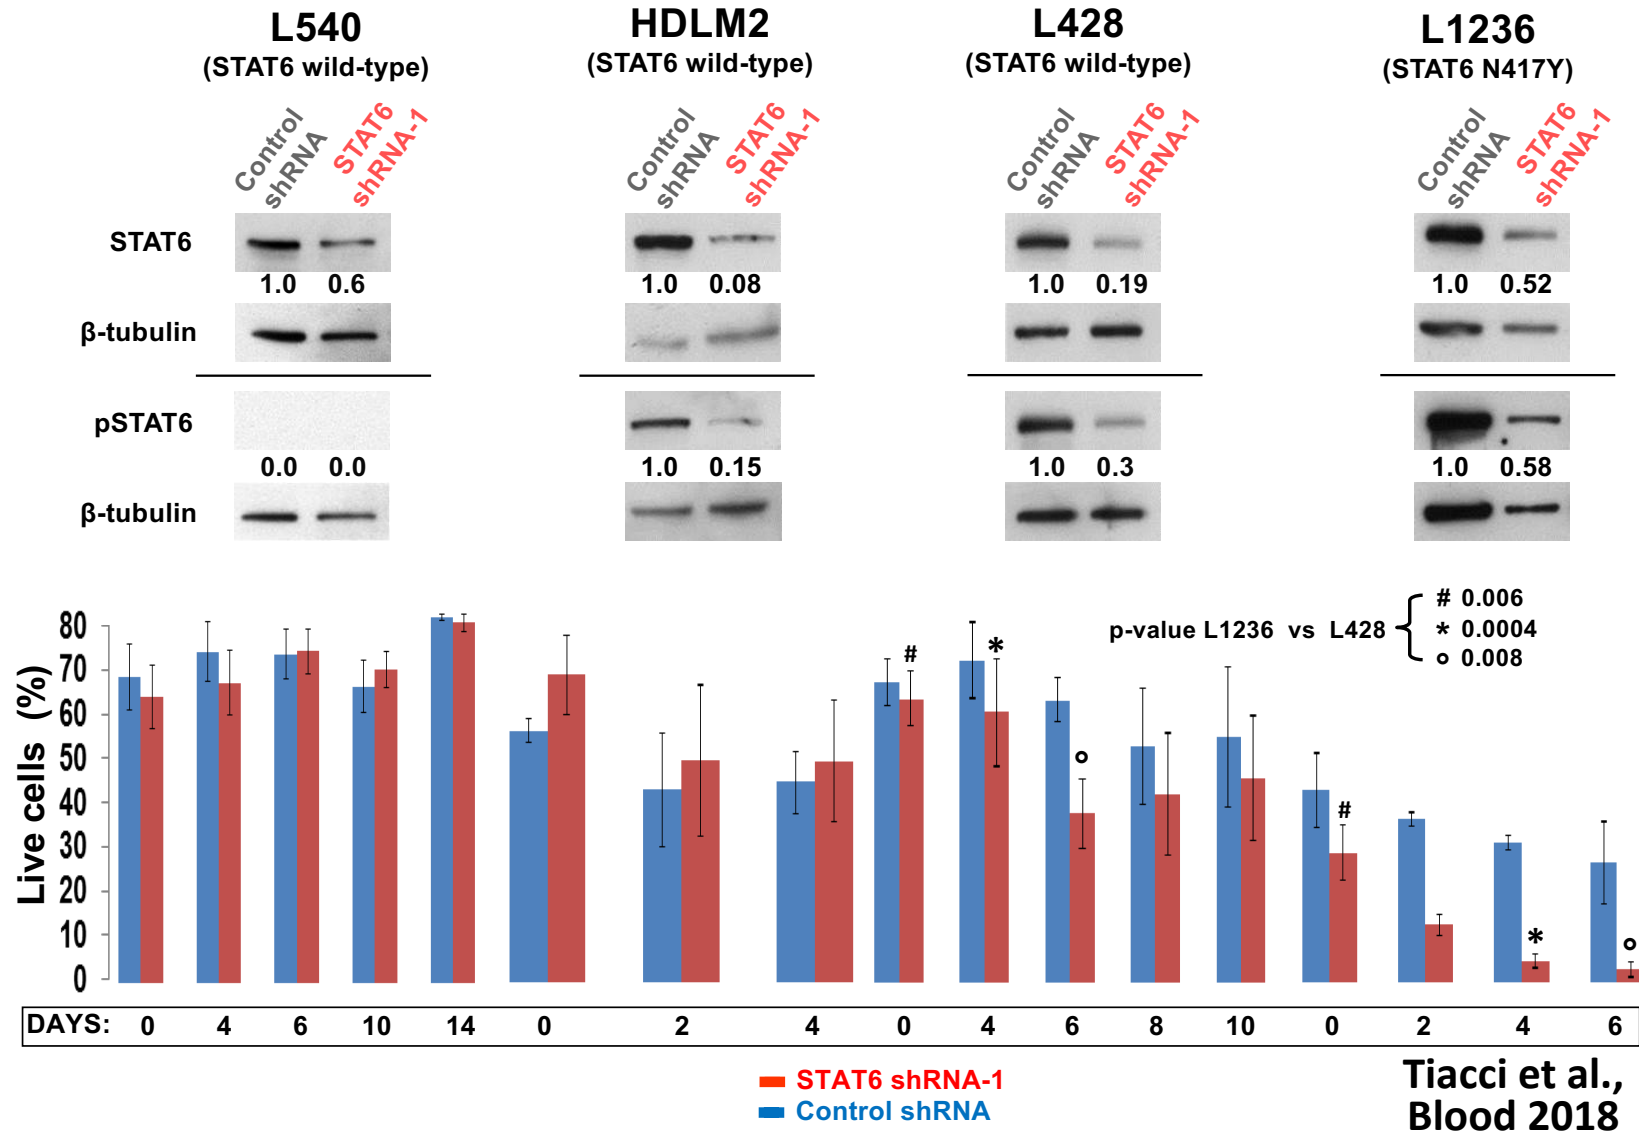 L540
(STAT6 wild-type)
HDLM2
(STAT6 wild-type)
L428
(STAT6 wild-type)
L1236
(STAT6 N417Y)
Control
shRNA
STAT6
shRNA-1
Control
shRNA
STAT6
shRNA-1
Control
shRNA
STAT6
shRNA-1
Control
shRNA
STAT6
shRNA-1
STAT6
1.0 0.6 1.0 0.08 1.0 0.19 1.0 0.52
β-tubulin
pSTAT6
0.0 0.0 1.0 0.15 1.0 0.3 1.0 0.58
β-tubulin
p-value L1236 vs L428
# 0.006
* 0.0004
° 0.008
Live cells (%)
80
70
60
50
40
30
20
10
0
# * ° # * °
DAYS: 0 4 6 10 14 0 2 4 0 4 6 8 10 0 2 4 6
STAT6 shRNA-1
Control shRNA
Tiacci et al.,
Blood 2018